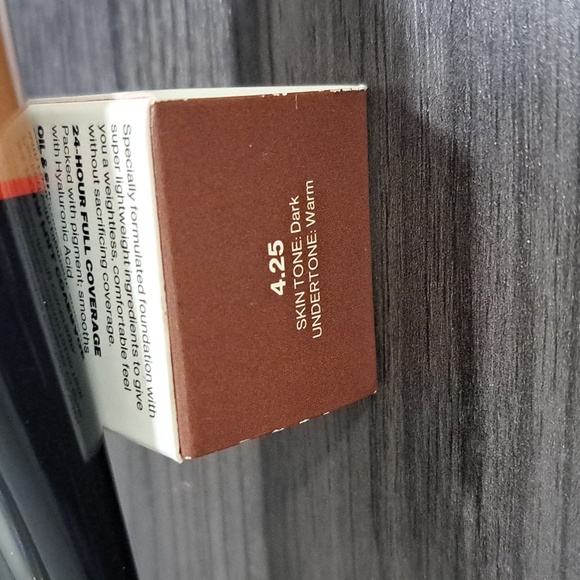 4.25
SKIN TONE: Dark
UNDERTONE: Warm
Specially formulated foundation with
super lightweight ingredients to give
you a weightless, comfortable feel
without sacrificing coverage.
24-HOUR FULL COVERAGE
Packed with pigment; smooths
with Hyaluronic Acid
OIL &